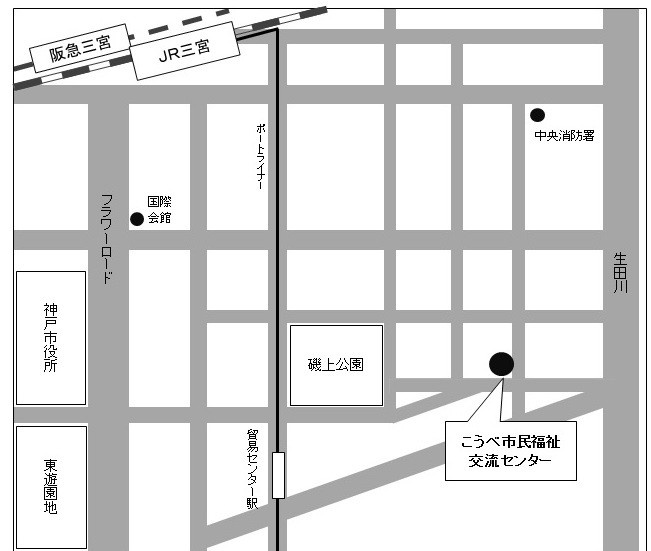 阪急三宮
JR三宮
ポートライナー
中央消防署
フラワーロード
国際
会館
生田川
神戸市役所
磯上公園
貿易センター駅
こうべ市民福祉
交流センター
東遊園地